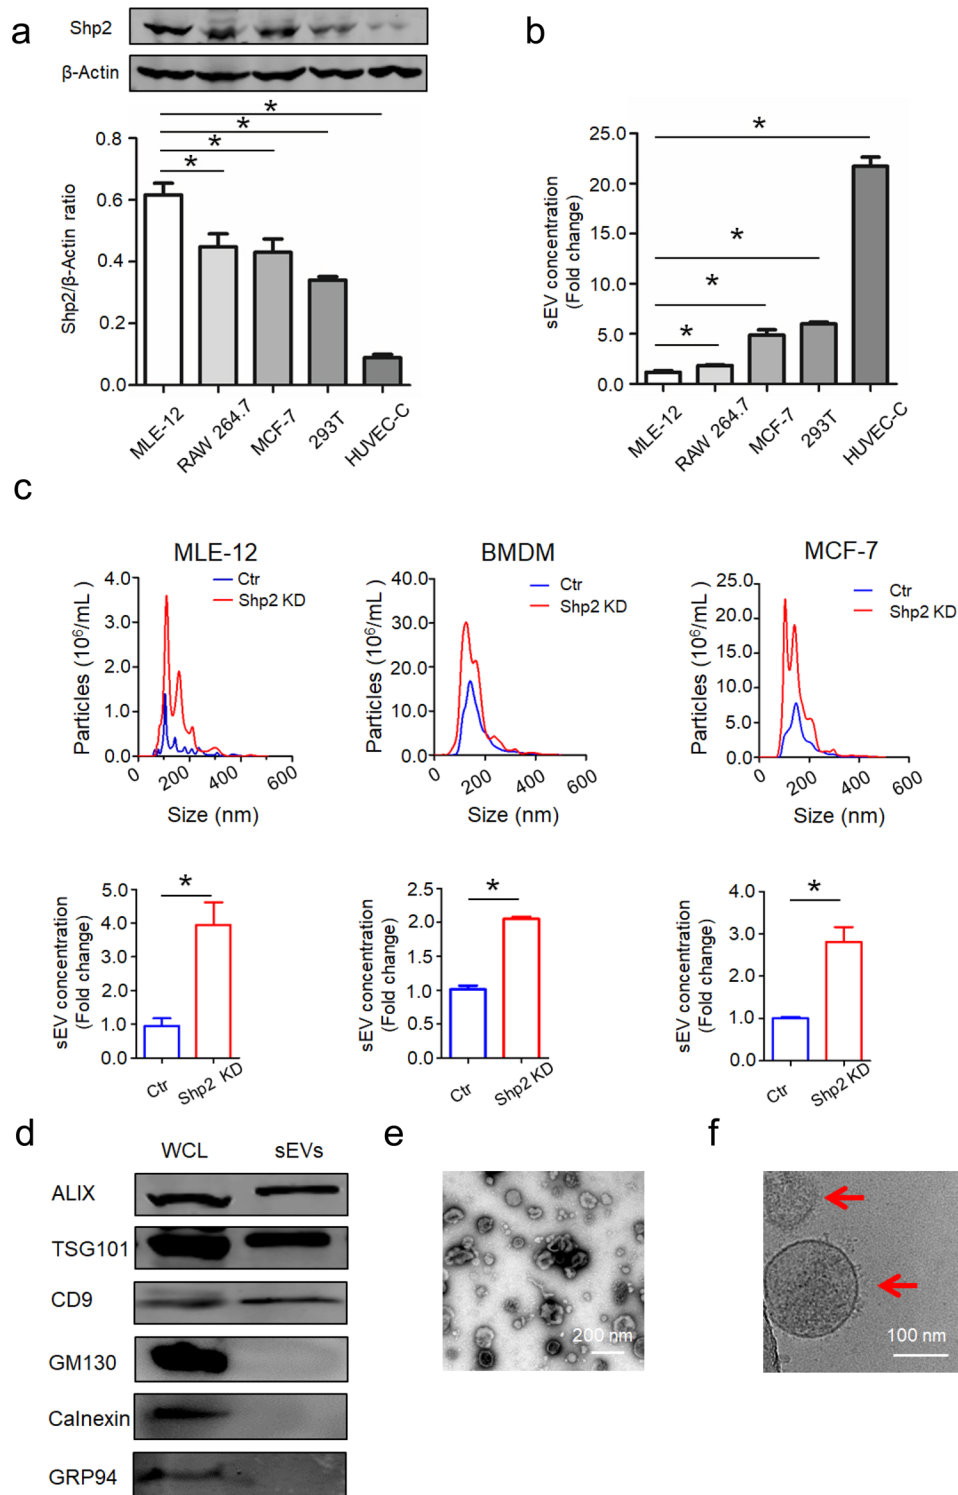 a
Shp2
β-Actin
*
*
*
*
Shp2/β-Actin ratio
0.8
0.6
0.4
0.2
0.0
MLE-12
RAW 264.7
MCF-7
293T
HUVEC-C
b
*
*
*
*
sEV concentration
(Fold change)
25.0
20.0
15.0
10.0
5.0
0.0
MLE-12
RAW 264.7
MCF-7
293T
HUVEC-C
c
MLE-12
Ctr
Shp2 KD
Particles (10⁶/mL )
4.0
3.0
2.0
1.0
0.0
0
200
400
600
Size (nm)
BMDM
Ctr
Shp2 KD
Particles (10⁶/mL )
40.0
30.0
20.0
10.0
0.0
0
200
400
600
Size (nm)
MCF-7
Ctr
Shp2 KD
Particles (10⁶/mL )
25.0
20.0
15.0
10.0
5.0
0.0
0
200
400
600
Size (nm)
*
sEV concentration
(Fold change)
5.0
4.0
3.0
2.0
1.0
0.0
Ctr
Shp2 KD
*
sEV concentration
(Fold change)
2.5
2.0
1.5
1.0
0.5
0.0
Ctr
Shp2 KD
*
sEV concentration
(Fold change)
4.0
3.0
2.0
1.0
0.0
Ctr
Shp2 KD
d
WCL
sEVs
ALIX
TSG101
CD9
GM130
Calnexin
GRP94
e
200 nm
f
100 nm